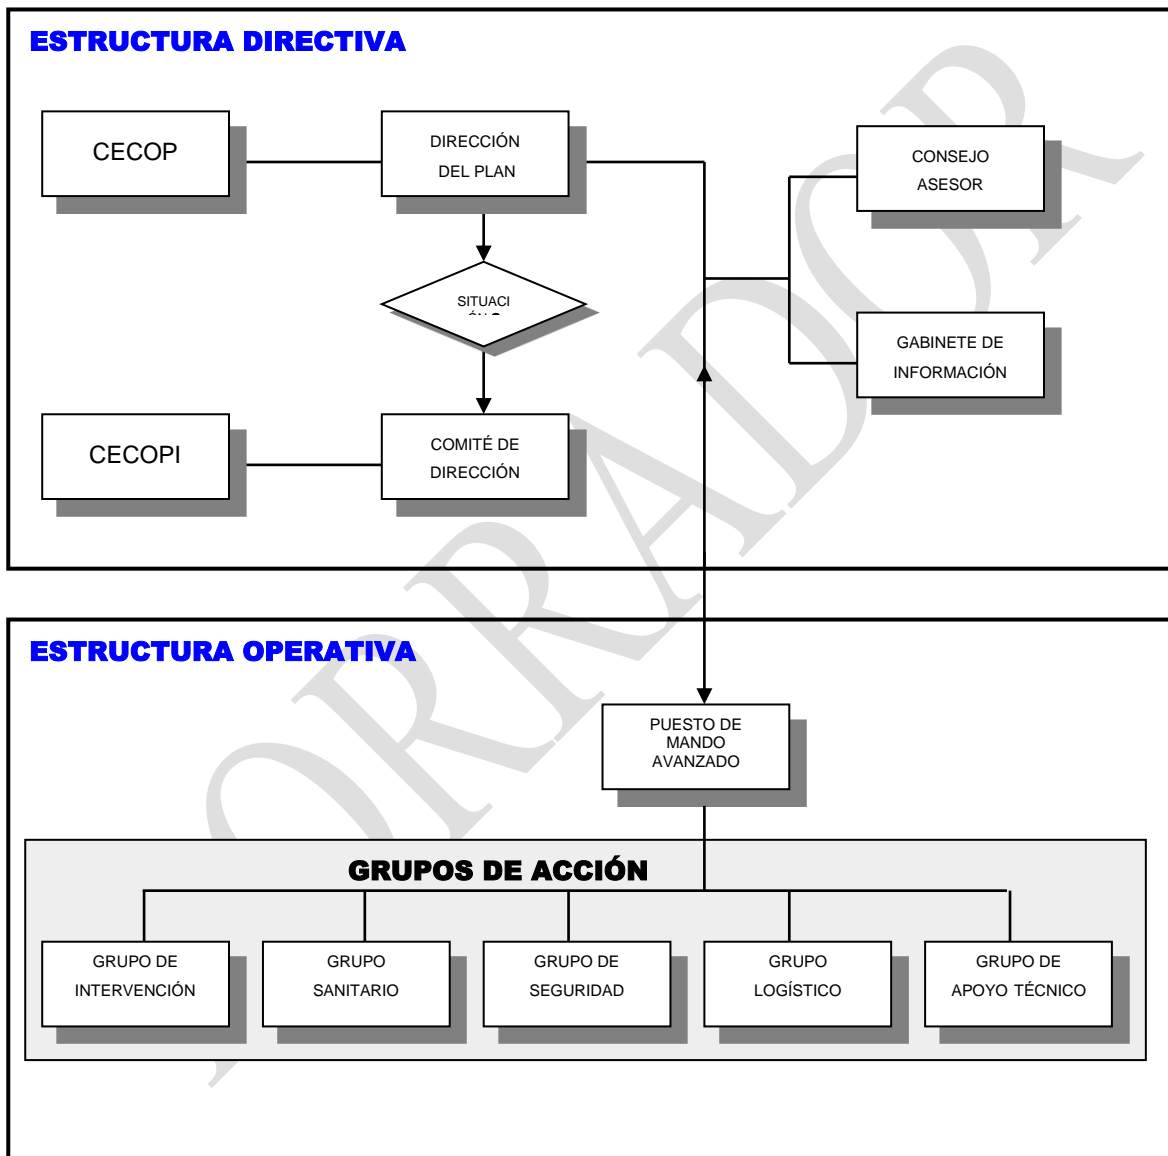 ESTRUCTURA DIRECTIVA
CECOP
DIRECCIÓN
DEL PLAN
CONSEJO
ASESOR
SITUACI
GABINETE DE
INFORMACIÓN
CECOPI
COMITÉ DE
DIRECCIÓN
ESTRUCTURA OPERATIVA
PUESTO DE
MANDO
AVANZADO
GRUPOS DE ACCIÓN
GRUPO DE
INTERVENCIÓN
GRUPO
SANITARIO
GRUPO DE
SEGURIDAD
GRUPO
LOGÍSTICO
GRUPO DE
APOYO TÉCNICO
BORRADOR